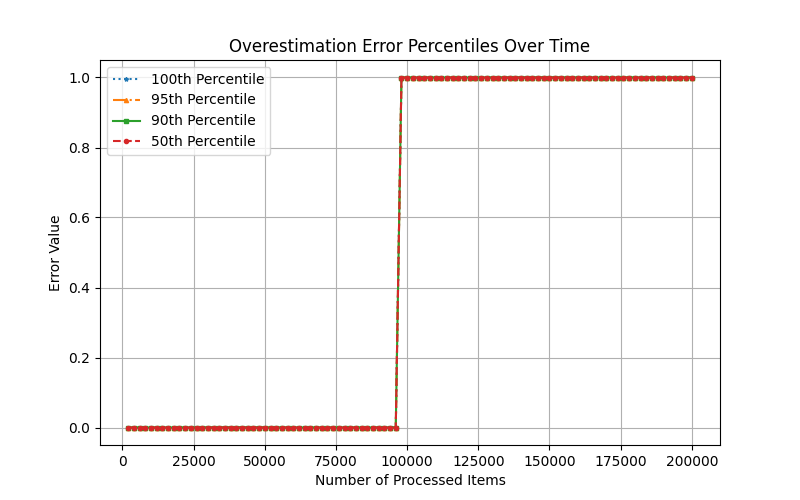 Overestimation Error Percentiles Over Time
100th Percentile
95th Percentile
90th Percentile
50th Percentile
Error Value
1.0
0.8
0.6
0.4
0.2
0.0
0 25000 50000 75000 100000 125000 150000 175000 200000
Number of Processed Items